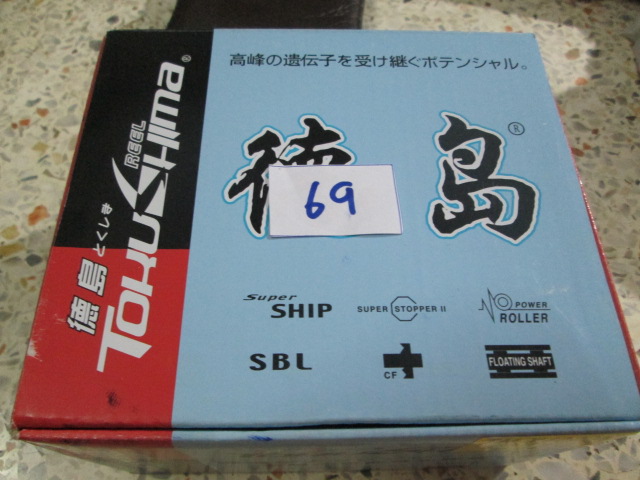 高峰の遺伝子を受け継ぐポテンシャル。
徳島
®
69
徳島 とくしま
TOKUSHIMA®
REEL
Super SHIP
SUPER STOPPER II
POWER ROLLER
SBL
CF
FLOATING SHAFT